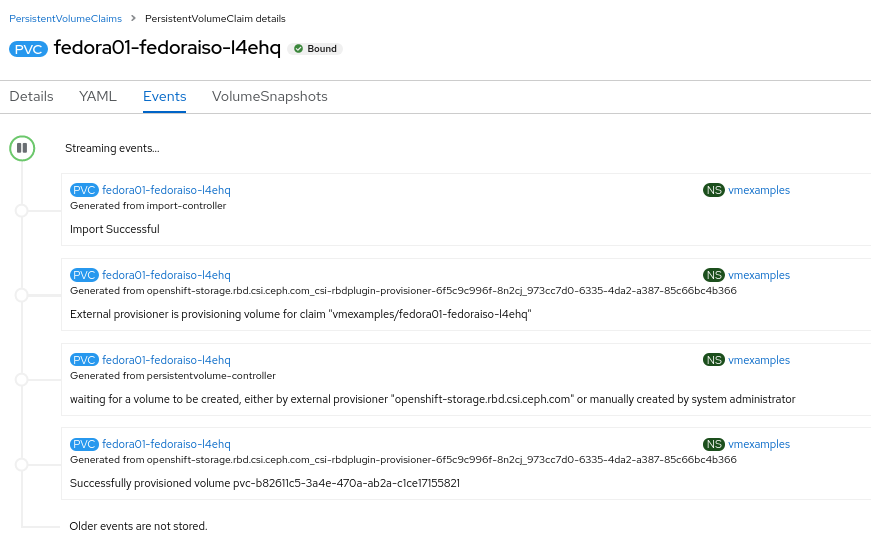 PersistentVolumeClaims > PersistentVolumeClaim details
PVC fedora01-fedoraiso-l4ehq Bound
Details YAML Events VolumeSnapshots
Streaming events...
PVC fedora01-fedoraiso-l4ehq NS vmexamples
Generated from import-controller
Import Successful
PVC fedora01-fedoraiso-l4ehq NS vmexamples
Generated from openshift-storage.rbd.csi.ceph.com_csi-rbdplugin-provisioner-6f5c9c996f-8n2cj_973cc7d0-6335-4da2-a387-85c66bc4b366
External provisioner is provisioning volume for claim "vmexamples/fedora01-fedoraiso-l4ehq"
PVC fedora01-fedoraiso-l4ehq NS vmexamples
Generated from persistentvolume-controller
waiting for a volume to be created, either by external provisioner "openshift-storage.rbd.csi.ceph.com" or manually created by system administrator
PVC fedora01-fedoraiso-l4ehq NS vmexamples
Generated from openshift-storage.rbd.csi.ceph.com_csi-rbdplugin-provisioner-6f5c9c996f-8n2cj_973cc7d0-6335-4da2-a387-85c66bc4b366
Successfully provisioned volume pvc-b82611c5-3a4e-470a-ab2a-c1ce17155821
Older events are not stored.